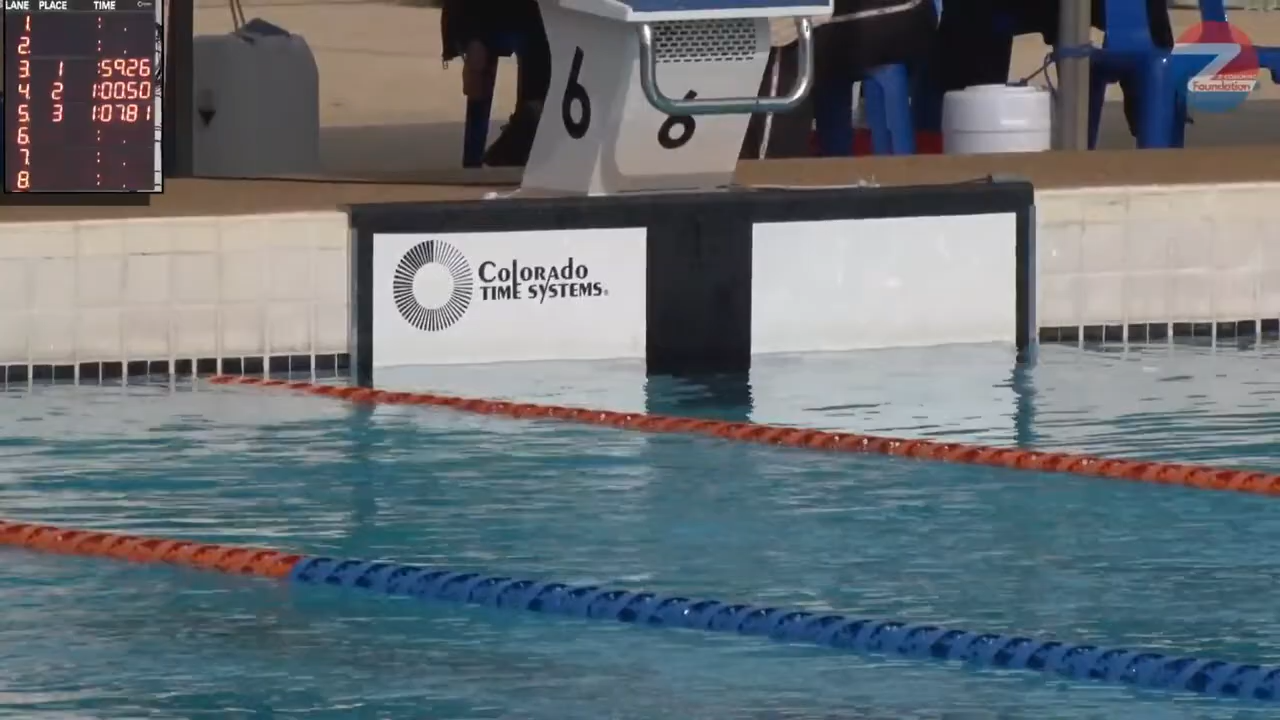 LANE PLACE TIME
1. : .
2. : .
3. 1 :59.26
4. 2 1:00.50
5. 3 1:07.81
6. : .
7. : .
8. : .
6
6
Z-COACHING
Foundation
COLORADO
TIME SYSTEMS